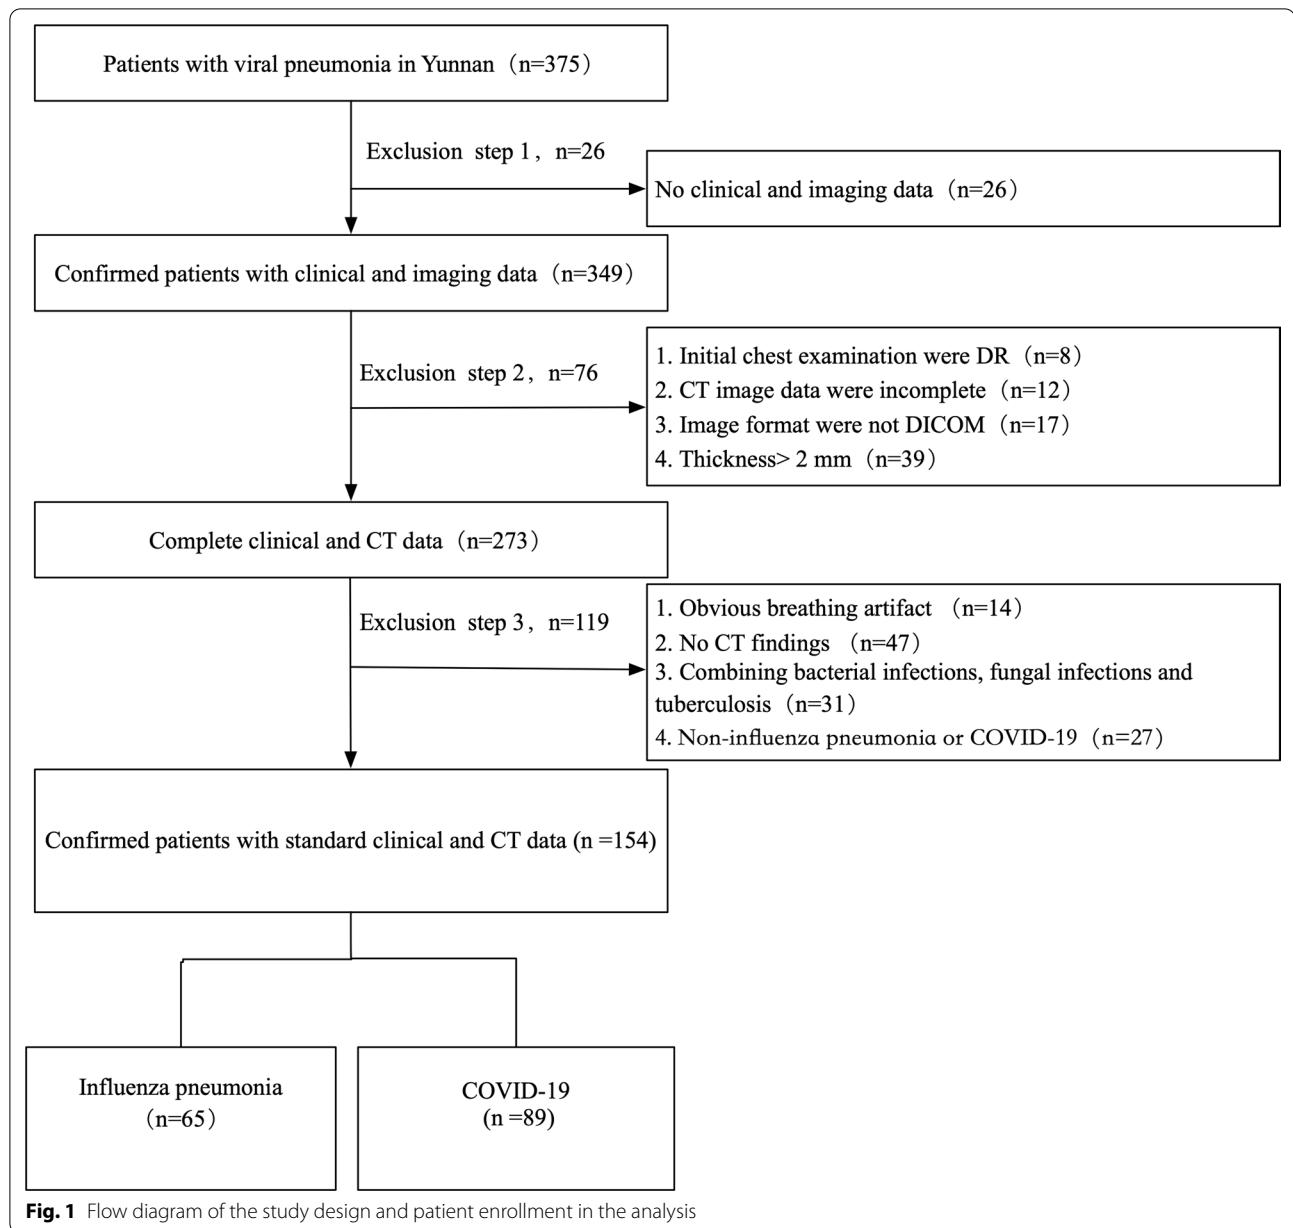 Patients with viral pneumonia in Yunnan（n=375）
Exclusion step 1，n=26
No clinical and imaging data（n=26）
Confirmed patients with clinical and imaging data（n=349）
Exclusion step 2，n=76
1. Initial chest examination were DR（n=8）
2. CT image data were incomplete（n=12）
3. Image format were not DICOM（n=17）
4. Thickness> 2 mm（n=39）
Complete clinical and CT data（n=273）
Exclusion step 3，n=119
1. Obvious breathing artifact （n=14）
2. No CT findings （n=47）
3. Combining bacterial infections, fungal infections and
tuberculosis（n=31）
4. Non-influenza pneumonia or COVID-19（n=27）
Confirmed patients with standard clinical and CT data (n =154)
Influenza pneumonia
（n=65）
COVID-19
(n =89)
Fig. 1 Flow diagram of the study design and patient enrollment in the analysis